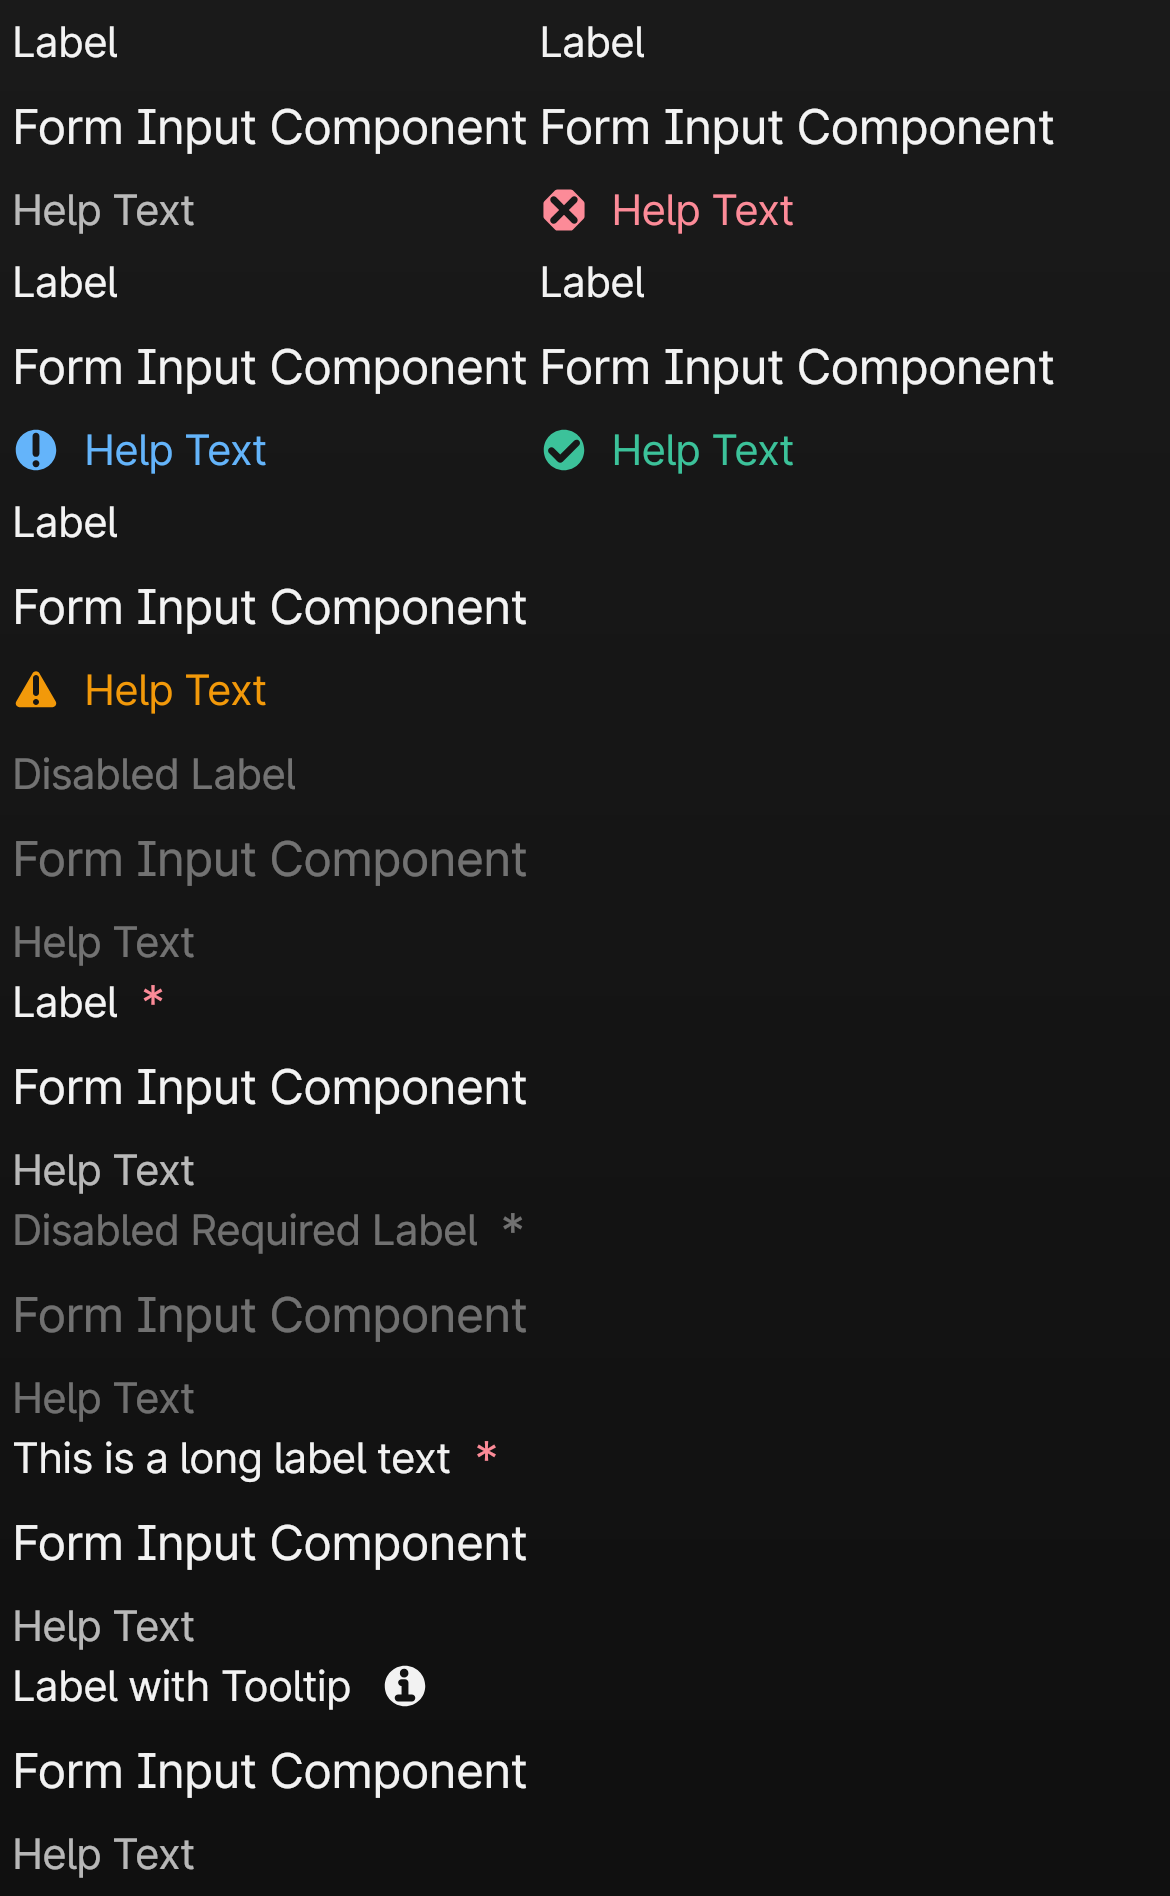 Label Label
Form Input Component Form Input Component
Help Text Help Text
Label Label
Form Input Component Form Input Component
Help Text Help Text
Label
Form Input Component
Help Text
Disabled Label
Form Input Component
Help Text
Label *
Form Input Component
Help Text
Disabled Required Label *
Form Input Component
Help Text
This is a long label text *
Form Input Component
Help Text
Label with Tooltip
Form Input Component
Help Text